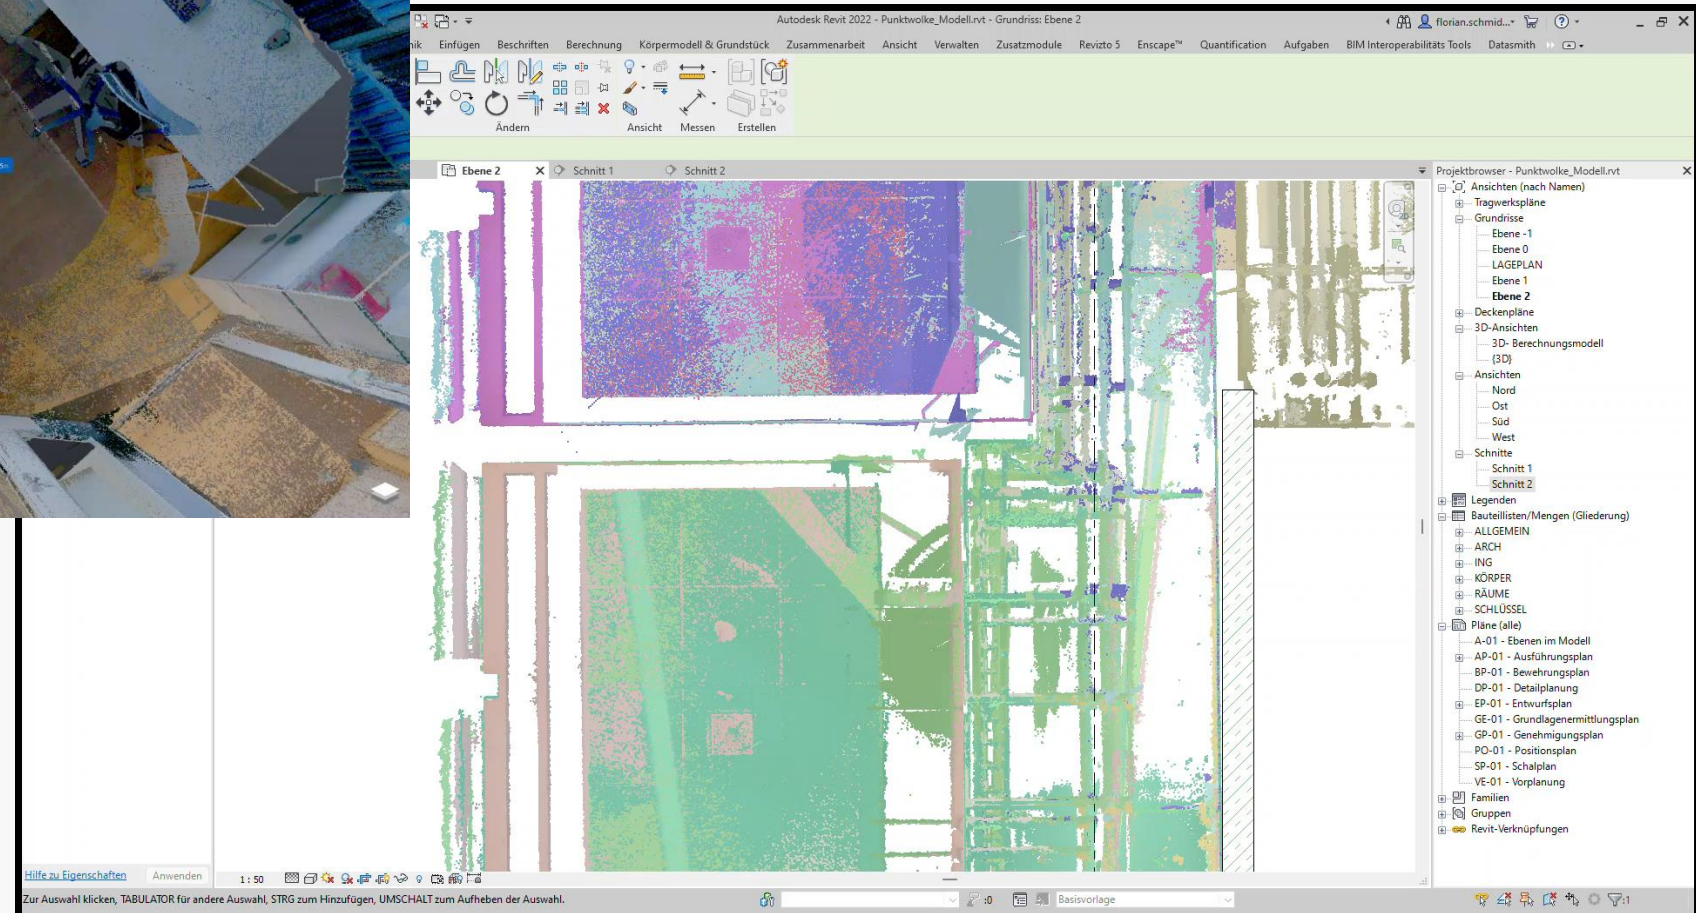 Autodesk Revit 2022 - Punktwolke_Modell.rvt - Grundriss: Ebene 2
florian.schmid...
Einfügen Beschriften Berechnung Körpermodell & Grundstück Zusammenarbeit Ansicht Verwalten Zusatzmodule Revizto 5 Enscape™ Quantification Aufgaben BIM Interoperabilitäts Tools Datasmith
Ändern Ansicht Messen Erstellen
Ebene 2 Schnitt 1 Schnitt 2
Projektbrowser - Punktwolke_Modell.rvt
Ansichten (nach Namen)
Tragwerkspläne
Grundrisse
Ebene -1
Ebene 0
LAGEPLAN
Ebene 1
Ebene 2
Deckenpläne
3D-Ansichten
3D- Berechnungsmodell
{3D}
Ansichten
Nord
Ost
Süd
West
Schnitte
Schnitt 1
Schnitt 2
Legenden
Bauteillisten/Mengen (Gliederung)
ALLGEMEIN
ARCH
ING
KÖRPER
RÄUME
SCHLÜSSEL
Pläne (alle)
A-01 - Ebenen im Modell
AP-01 - Ausführungsplan
BP-01 - Bewehrungsplan
DP-01 - Detailplanung
EP-01 - Entwurfsplan
GE-01 - Grundlagenermittlungsplan
GP-01 - Genehmigungsplan
PO-01 - Positionsplan
SP-01 - Schalplan
VE-01 - Vorplanung
Familien
Gruppen
Revit-Verknüpfungen
Hilfe zu Eigenschaften Anwenden
1 : 50
Zur Auswahl klicken, TABULATOR für andere Auswahl, STRG zum Hinzufügen, UMSCHALT zum Aufheben der Auswahl.
:0
Basisvorlage
:1